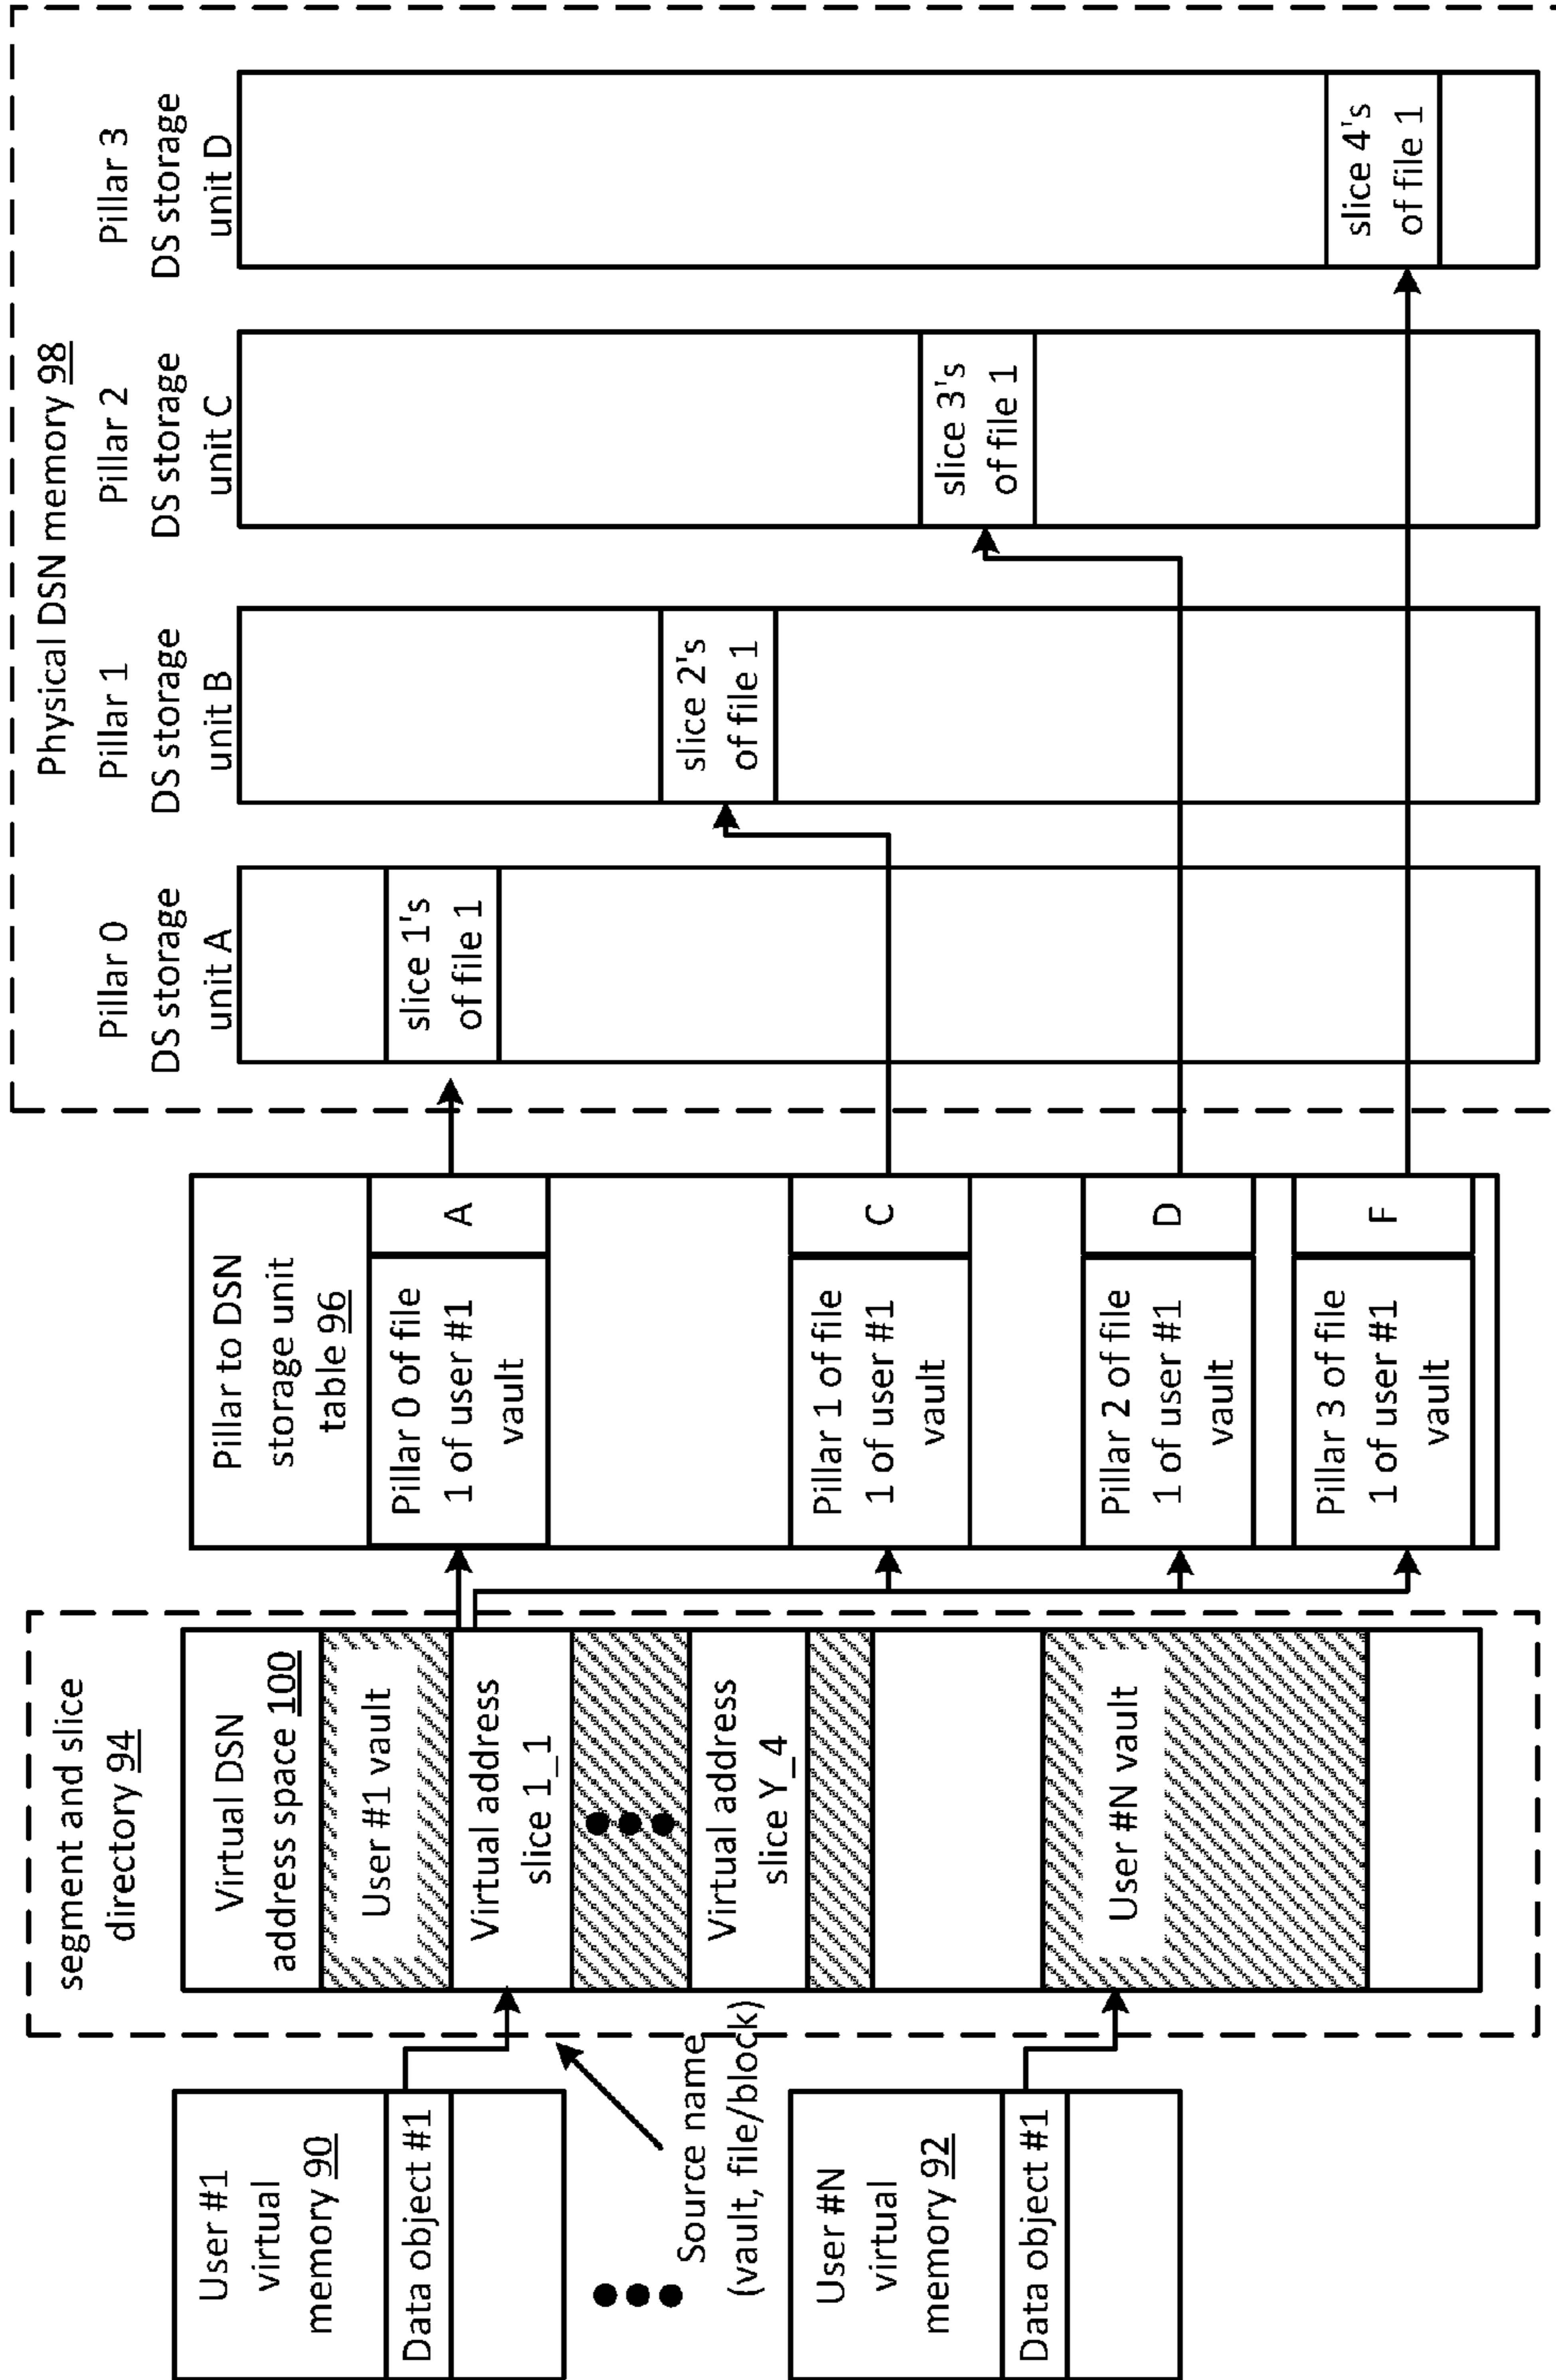 User #1
virtual
memory 90
Data object #1
Source name
(vault, file/block)
User #N
virtual
memory 92
Data object #1
segment and slice
directory 94
Virtual DSN
address space 100
User #1 vault
Virtual address
slice 1_1
Virtual address
slice Y_4
User #N vault
Pillar to DSN
storage unit
table 96
Pillar 0 of file
1 of user #1
vault
A
Pillar 1 of file
1 of user #1
vault
C
Pillar 2 of file
1 of user #1
vault
D
Pillar 3 of file
1 of user #1
vault
F
Physical DSN memory 98
Pillar 0
DS storage
unit A
slice 1's
of file 1
Pillar 1
DS storage
unit B
slice 2's
of file 1
Pillar 2
DS storage
unit C
slice 3's
of file 1
Pillar 3
DS storage
unit D
slice 4's
of file 1